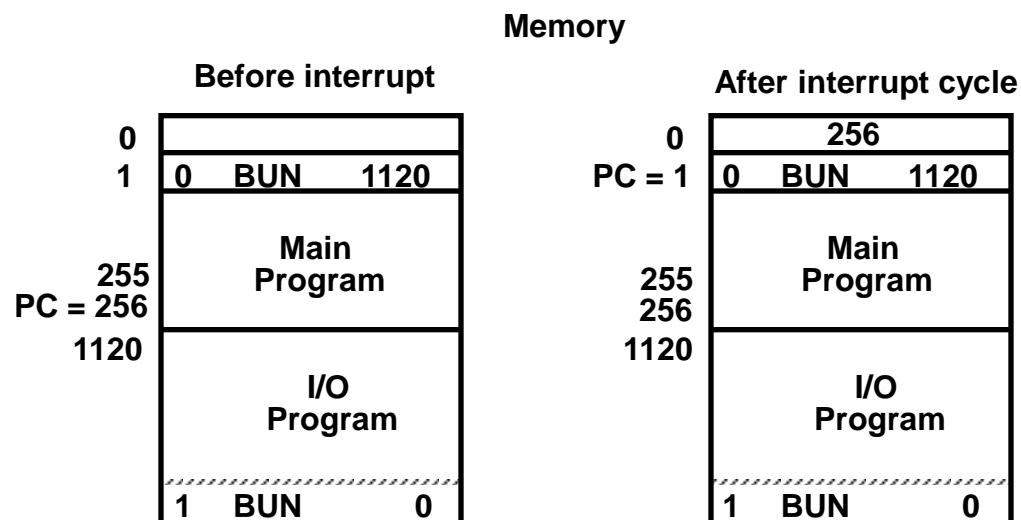 Memory
Before interrupt
0
1 0 BUN 1120
Main
Program
255
PC = 256
1120
I/O
Program
1 BUN 0
After interrupt cycle
0 256
PC = 1 0 BUN 1120
Main
Program
255
256
1120
I/O
Program
1 BUN 0